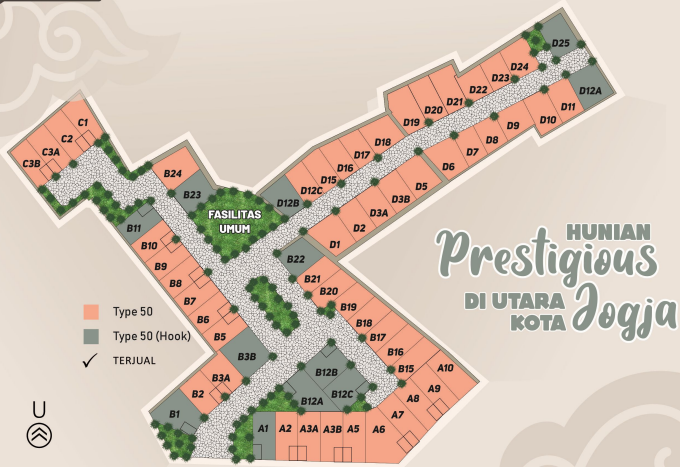 D25
D24
D23
D22
D21
D20
D19
D12A
D11
D10
D9
D8
D7
D6
D18
D17
D16
D15
D12C
D12B
D5
D3B
D3A
D2
D1
C1
C2
C3A
C3B
B24
B23
FASILITAS
UMUM
B11
B10
B9
B8
B7
B6
B5
B3B
B3A
B2
B1
B22
B21
B20
B19
B18
B17
B16
B15
B12B
B12C
B12A
A10
A9
A8
A7
A6
A5
A3B
A3A
A2
A1
HUNIAN
Prestigious
DI UTARA
KOTA Jogja
Type 50
Type 50 (Hook)
TERJUAL
U